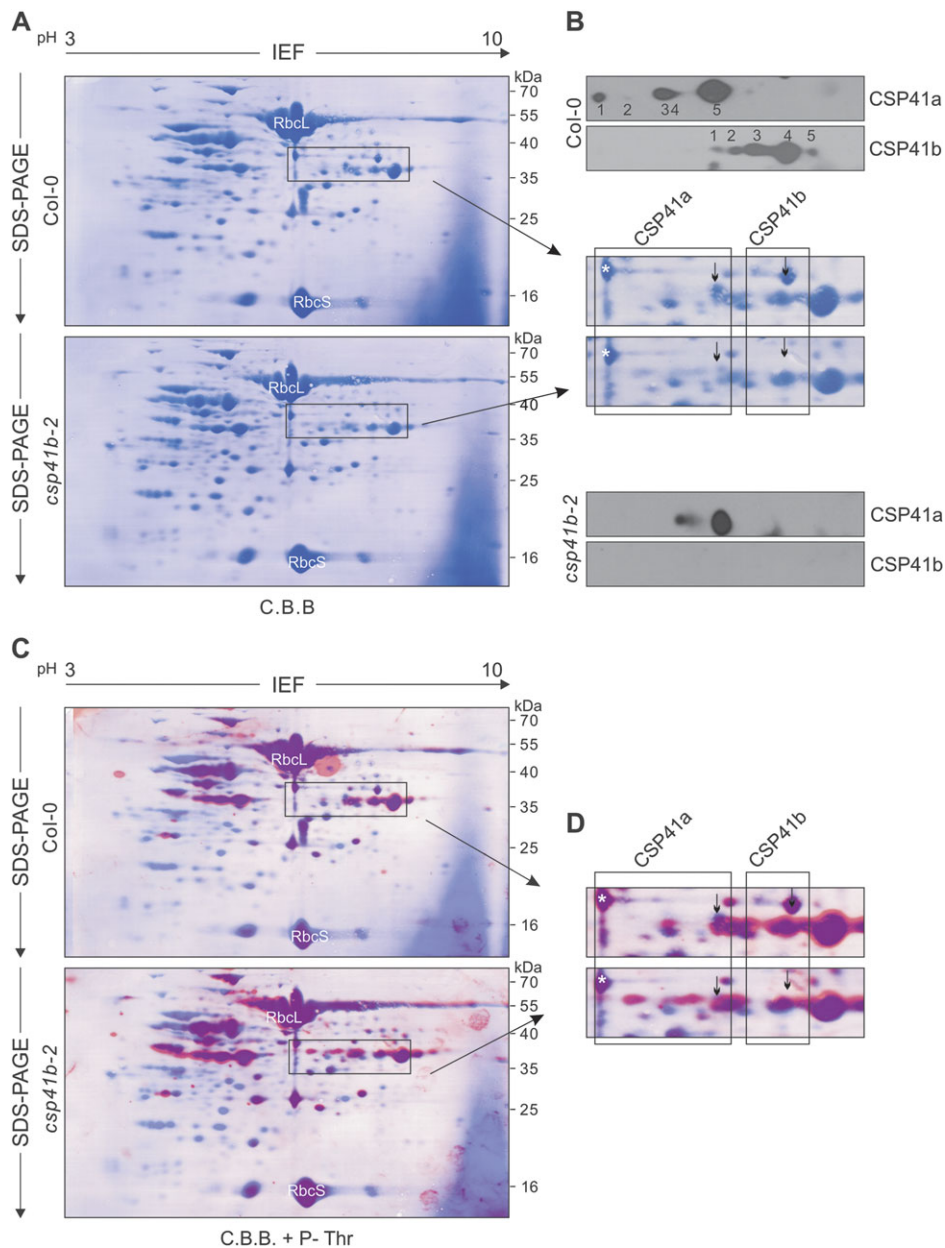 A
pH 3 10
IEF
kDa
SDS-PAGE
Col-0
RbcL
RbcS
70
55
40
35
25
16
kDa
SDS-PAGE
csp41b-2
RbcL
RbcS
70
55
40
35
25
16
C.B.B
B
Col-0
1 2 3 4 5
CSP41a
1 2 3 4 5
CSP41b
CSP41a CSP41b
*
*
csp41b-2
CSP41a
CSP41b
C
pH 3 10
IEF
kDa
SDS-PAGE
Col-0
RbcL
RbcS
70
55
40
35
25
16
kDa
SDS-PAGE
csp41b-2
RbcL
RbcS
70
55
40
35
25
16
C.B.B. + P- Thr
D
CSP41a CSP41b
*
*